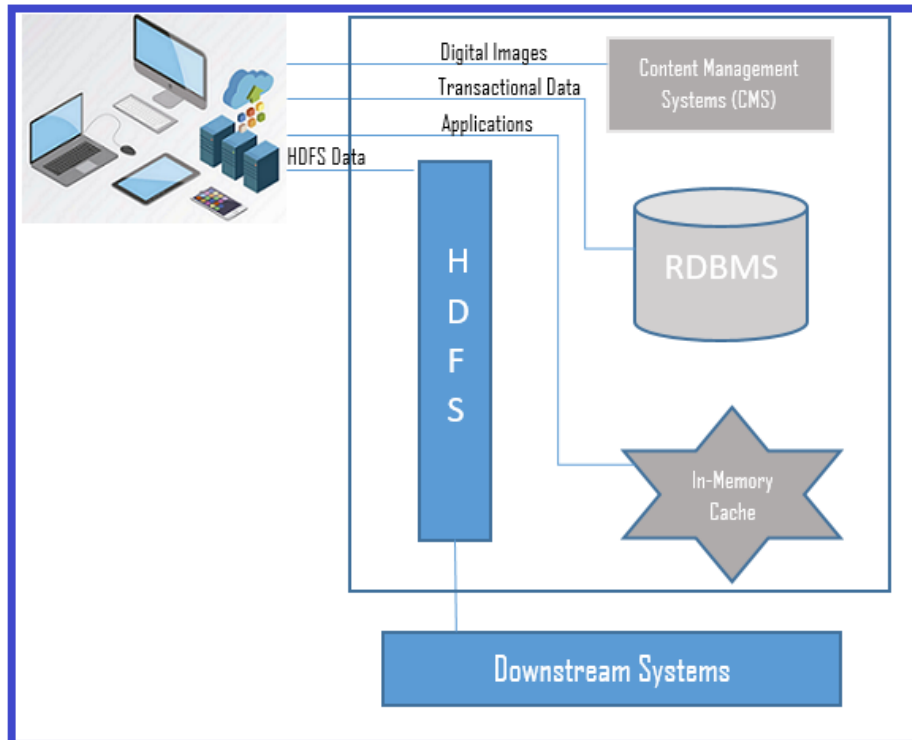 Digital Images
Transactional Data
Applications
HDFS Data
Content Management
Systems (CMS)
H
D
F
S
RDBMS
In-Memory
Cache
Downstream Systems